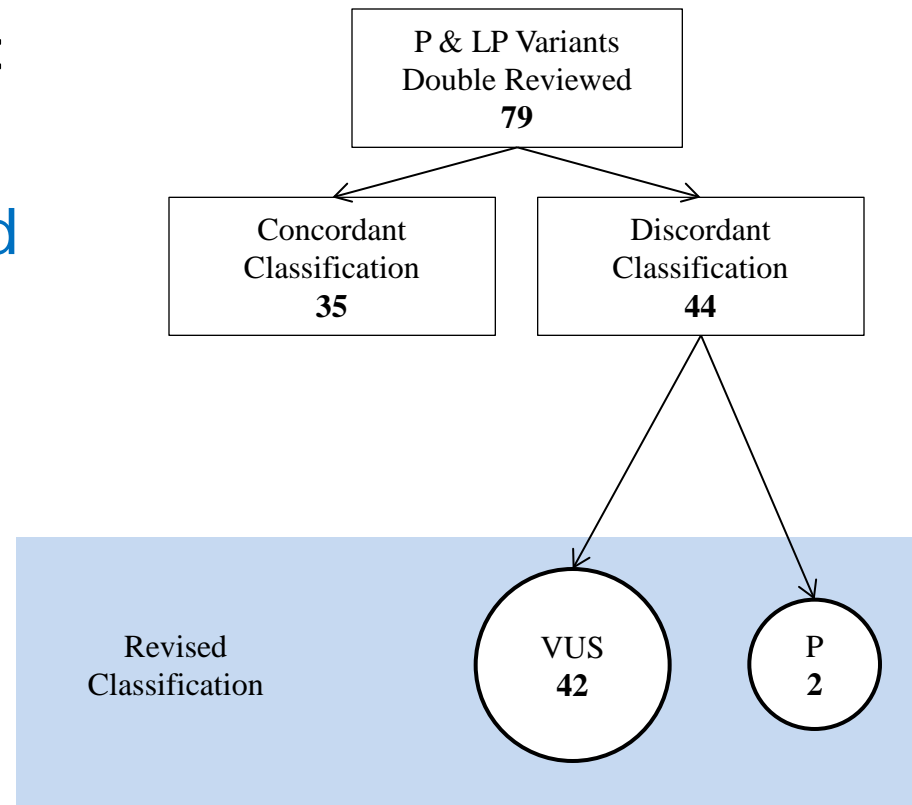 P & LP Variants
Double Reviewed
79
Concordant
Classification
35
Discordant
Classification
44
Revised
Classification
VUS
42
P
2